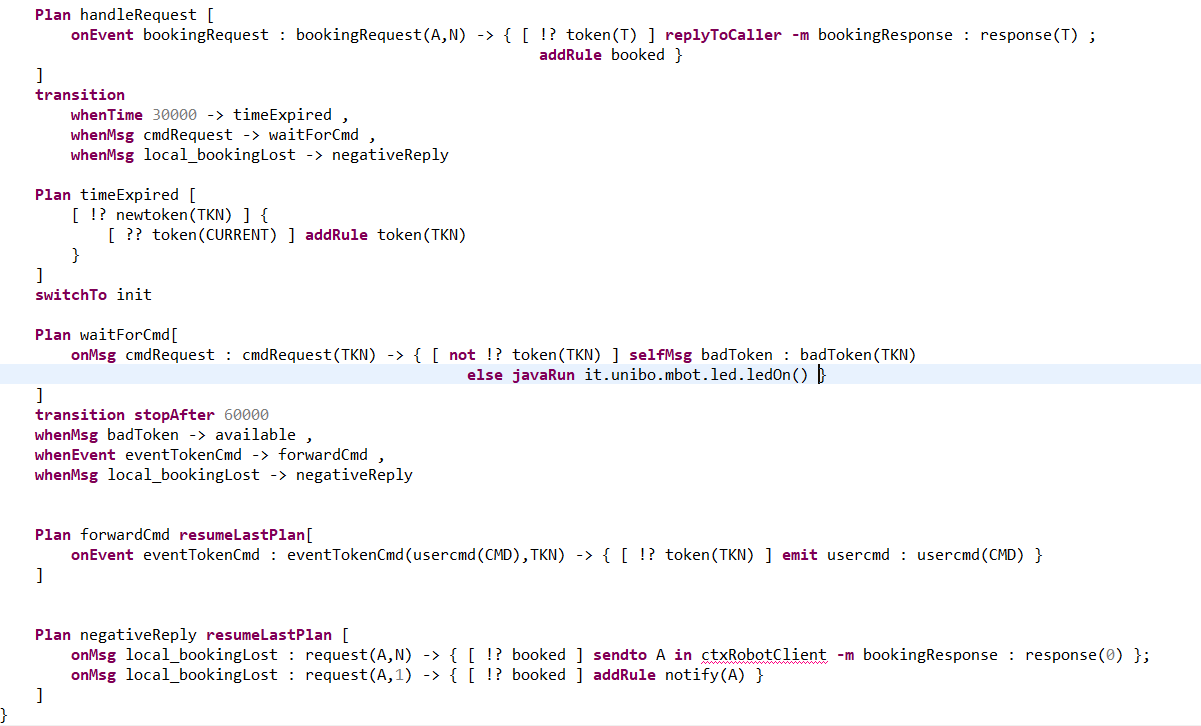 Plan handleRequest [
onEvent bookingRequest : bookingRequest(A,N) -> { [ !? token(T) ] replyToCaller -m bookingResponse : response(T) ;
addRule booked }
]
transition
whenTime 30000 -> timeExpired ,
whenMsg cmdRequest -> waitForCmd ,
whenMsg local_bookingLost -> negativeReply
Plan timeExpired [
[ !? newtoken(TKN) ] {
[ ?? token(CURRENT) ] addRule token(TKN)
}
]
switchTo init
Plan waitForCmd[
onMsg cmdRequest : cmdRequest(TKN) -> { [ not !? token(TKN) ] selfMsg badToken : badToken(TKN)
else javaRun it.unibo.mbot.led.ledOn() }
]
transition stopAfter 60000
whenMsg badToken -> available ,
whenEvent eventTokenCmd -> forwardCmd ,
whenMsg local_bookingLost -> negativeReply
Plan forwardCmd resumeLastPlan[
onEvent eventTokenCmd : eventTokenCmd(usercmd(CMD),TKN) -> { [ !? token(TKN) ] emit usercmd : usercmd(CMD) }
]
Plan negativeReply resumeLastPlan [
onMsg local_bookingLost : request(A,N) -> { [ !? booked ] sendto A in ctxRobotClient -m bookingResponse : response(0) };
onMsg local_bookingLost : request(A,1) -> { [ !? booked ] addRule notify(A) }
]
}